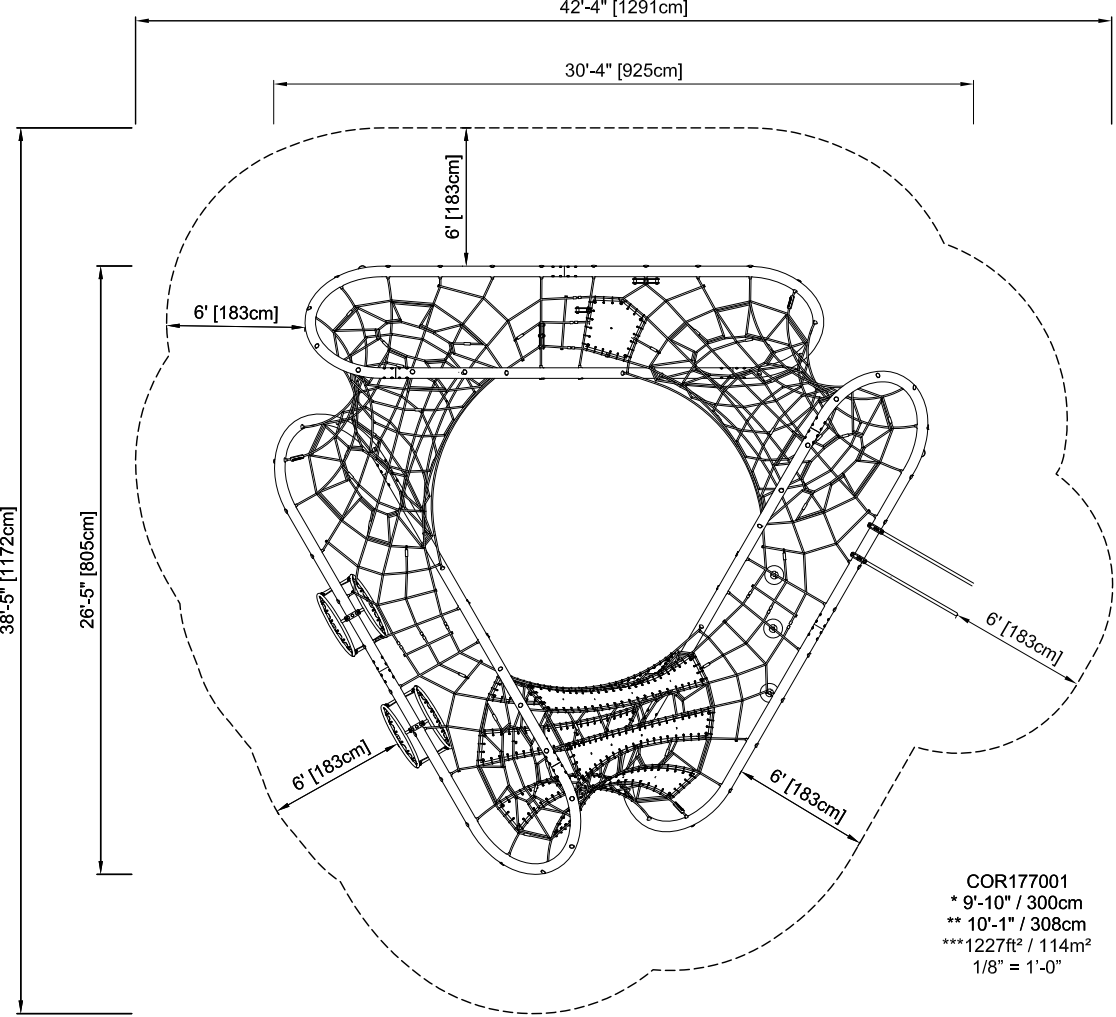 42'-4" [1291cm]
30'-4" [925cm]
6' [183cm]
6' [183cm]
38'-5" [1172cm]
26'-5" [805cm]
6' [183cm]
6' [183cm]
6' [183cm]
COR177001
* 9'-10" / 300cm
** 10'-1" / 308cm
***1227ft² / 114m²
1/8” = 1’-0”